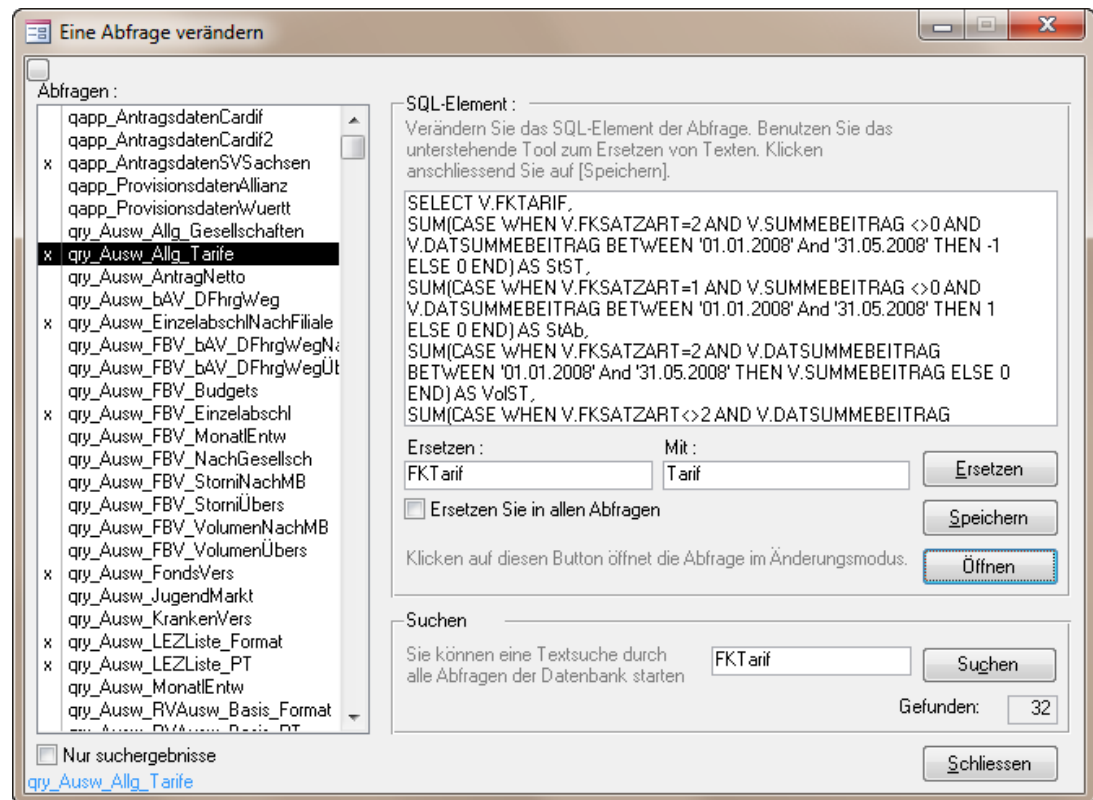 Eine Abfrage verändern
Abfragen :
qapp_AntragsdatenCardif
qapp_AntragsdatenCardif2
x qapp_AntragsdatenSVSachsen
qapp_ProvisionsdatenAllianz
qapp_ProvisionsdatenWuertt
qry_Ausw_Allg_Gesellschaften
x qry_Ausw_Allg_Tarife
qry_Ausw_AntragNetto
qry_Ausw_bAV_DFhrgWeg
x qry_Ausw_EinzelabschlNachFiliale
qry_Ausw_FBV_bAV_DFhrgWegNa
qry_Ausw_FBV_bAV_DFhrgWegÜb
qry_Ausw_FBV_Budgets
x qry_Ausw_FBV_Einzelabschl
qry_Ausw_FBV_MonatlEntw
qry_Ausw_FBV_NachGesellsch
qry_Ausw_FBV_StorniNachMB
qry_Ausw_FBV_StorniÜbers
qry_Ausw_FBV_VolumenNachMB
qry_Ausw_FBV_VolumenÜbers
x qry_Ausw_FondsVers
qry_Ausw_JugendMarkt
qry_Ausw_KrankenVers
x qry_Ausw_LEZListe_Format
x qry_Ausw_LEZListe_PT
qry_Ausw_MonatlEntw
qry_Ausw_RVAusw_Basis_Format
Nur suchergebnisse
qry_Ausw_Allg_Tarife
SQL-Element :
Verändern Sie das SQL-Element der Abfrage. Benutzen Sie das
unterstehende Tool zum Ersetzen von Texten. Klicken
anschliessend Sie auf [Speichern].
SELECT V.FKTARIF,
SUM(CASE WHEN V.FKSATZART=2 AND V.SUMMEBEITRAG <>0 AND
V.DATSUMMEBEITRAG BETWEEN '01.01.2008' And '31.05.2008' THEN -1
ELSE 0 END) AS StST,
SUM(CASE WHEN V.FKSATZART=1 AND V.SUMMEBEITRAG <>0 AND
V.DATSUMMEBEITRAG BETWEEN '01.01.2008' And '31.05.2008' THEN 1
ELSE 0 END) AS StAb,
SUM(CASE WHEN V.FKSATZART=2 AND V.DATSUMMEBEITRAG
BETWEEN '01.01.2008' And '31.05.2008' THEN V.SUMMEBEITRAG ELSE 0
END) AS VolST,
SUM(CASE WHEN V.FKSATZART<>2 AND V.DATSUMMEBEITRAG
Ersetzen : Mit :
FKTarif Tarif Ersetzen
Ersetzen Sie in allen Abfragen
Speichern
Klicken auf diesen Button öffnet die Abfrage im Änderungsmodus.
Öffnen
Suchen
Sie können eine Textsuche durch
alle Abfragen der Datenbank starten
FKTarif Suchen
Gefunden: 32
Schliessen